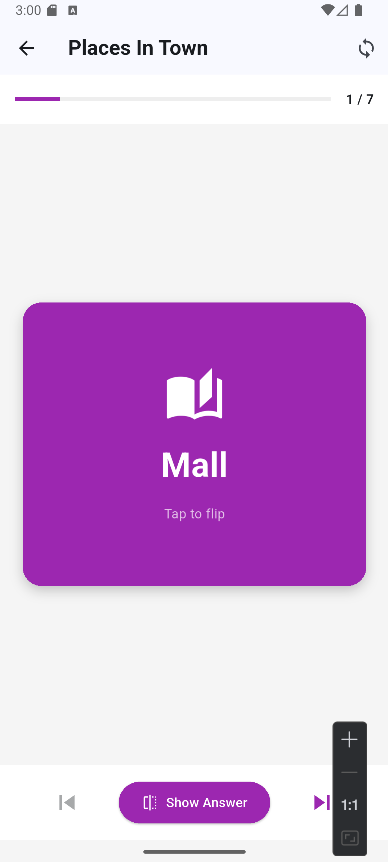 3:00
A
Places In Town
1 / 7
Mall
Tap to flip
Show Answer
1:1